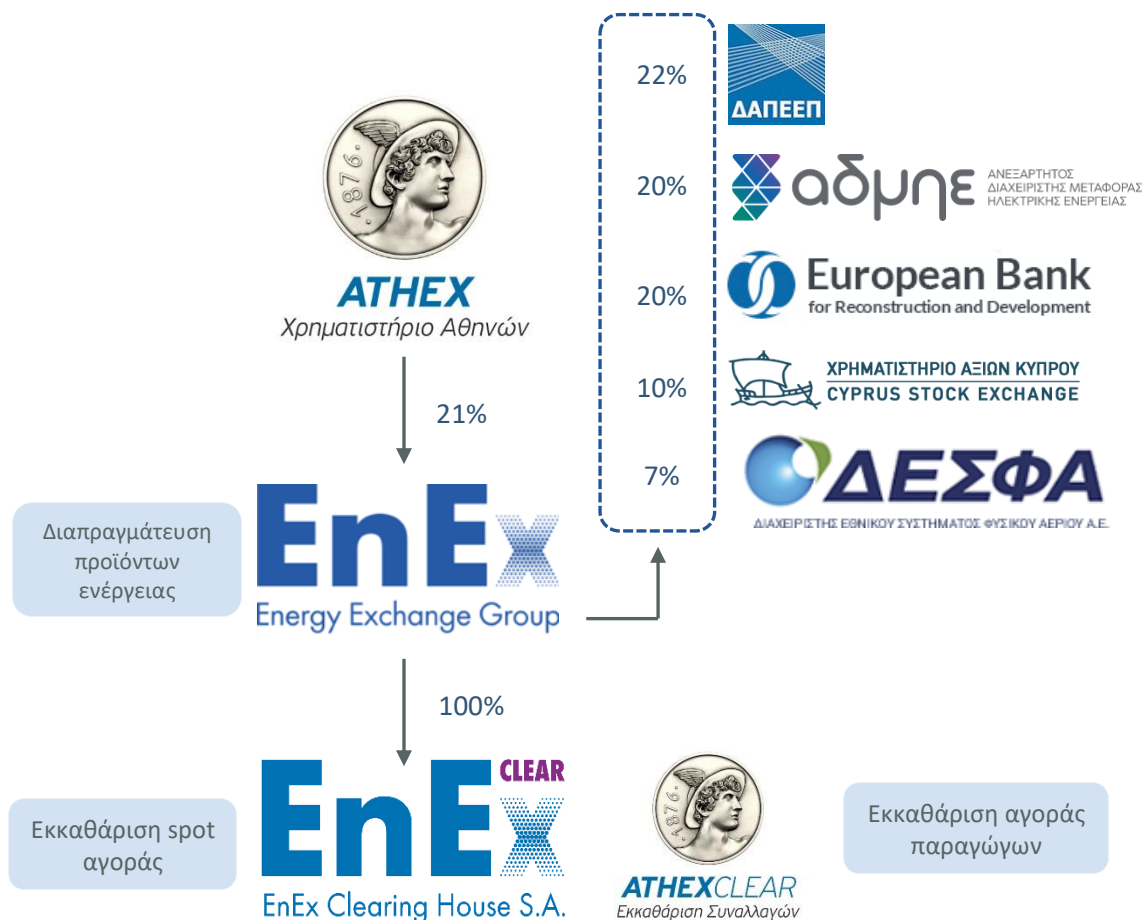 ·1876·
ATHEX
Χρηματιστήριο Αθηνών
21%
22%
ΔΑΠΕΕΠ
20%
αδμηε
ΑΝΕΞΑΡΤΗΤΟΣ
ΔΙΑΧΕΙΡΙΣΤΗΣ ΜΕΤΑΦΟΡΑΣ
ΗΛΕΚΤΡΙΚΗΣ ΕΝΕΡΓΕΙΑΣ
20%
European Bank
for Reconstruction and Development
10%
ΧΡΗΜΑΤΙΣΤΗΡΙΟ ΑΞΙΩΝ ΚΥΠΡΟΥ
CYPRUS STOCK EXCHANGE
7%
ΔΕΣΦΑ
ΔΙΑΧΕΙΡΙΣΤΗΣ ΕΘΝΙΚΟΥ ΣΥΣΤΗΜΑΤΟΣ ΦΥΣΙΚΟΥ ΑΕΡΙΟΥ Α.Ε.
Διαπραγμάτευση
προϊόντων
ενέργειας
EnEx
Energy Exchange Group
100%
Εκκαθάριση spot
αγοράς
EnEx CLEAR
EnEx Clearing House S.A.
·1876·
ATHEXCLEAR
Εκκαθάριση Συναλλαγών
Εκκαθάριση αγοράς
παραγώγων